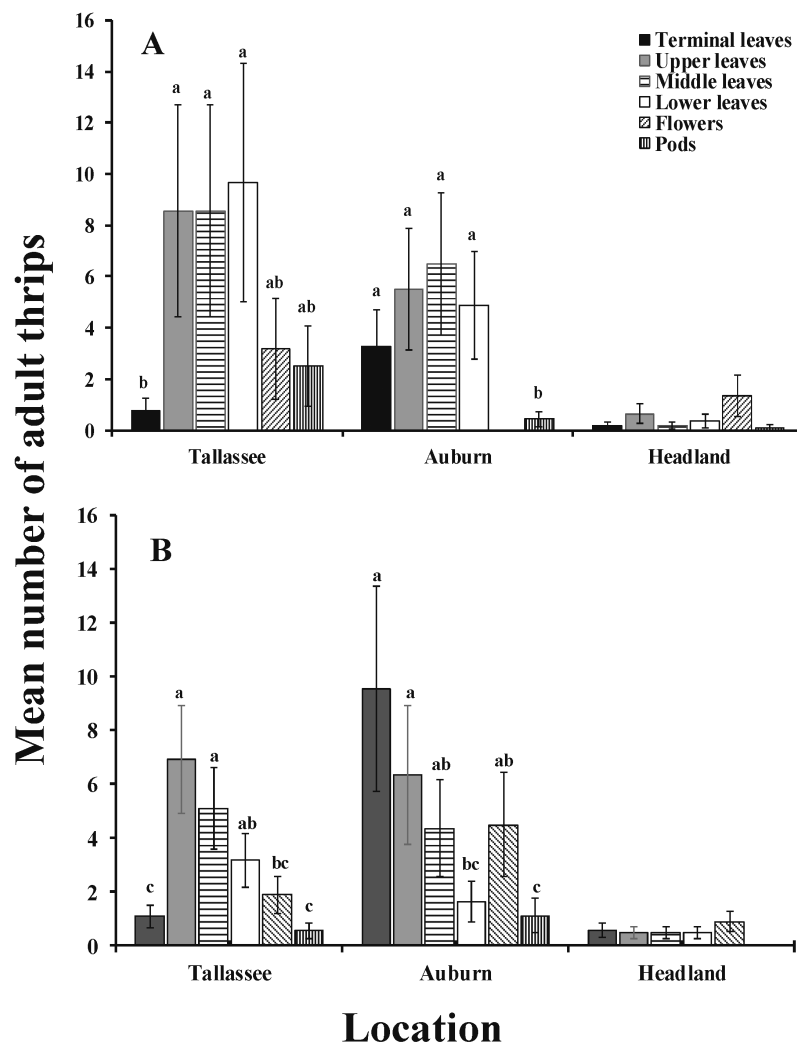 Mean number of adult thrips
A
16
14
12
10
8
6
4
2
0
Terminal leaves
Upper leaves
Middle leaves
Lower leaves
Flowers
Pods
b
a
a
a
ab
ab
a
a
a
a
b
Tallassee
Auburn
Headland
B
16
14
12
10
8
6
4
2
0
c
a
a
ab
bc
c
a
a
ab
bc
ab
c
Tallassee
Auburn
Headland
Location